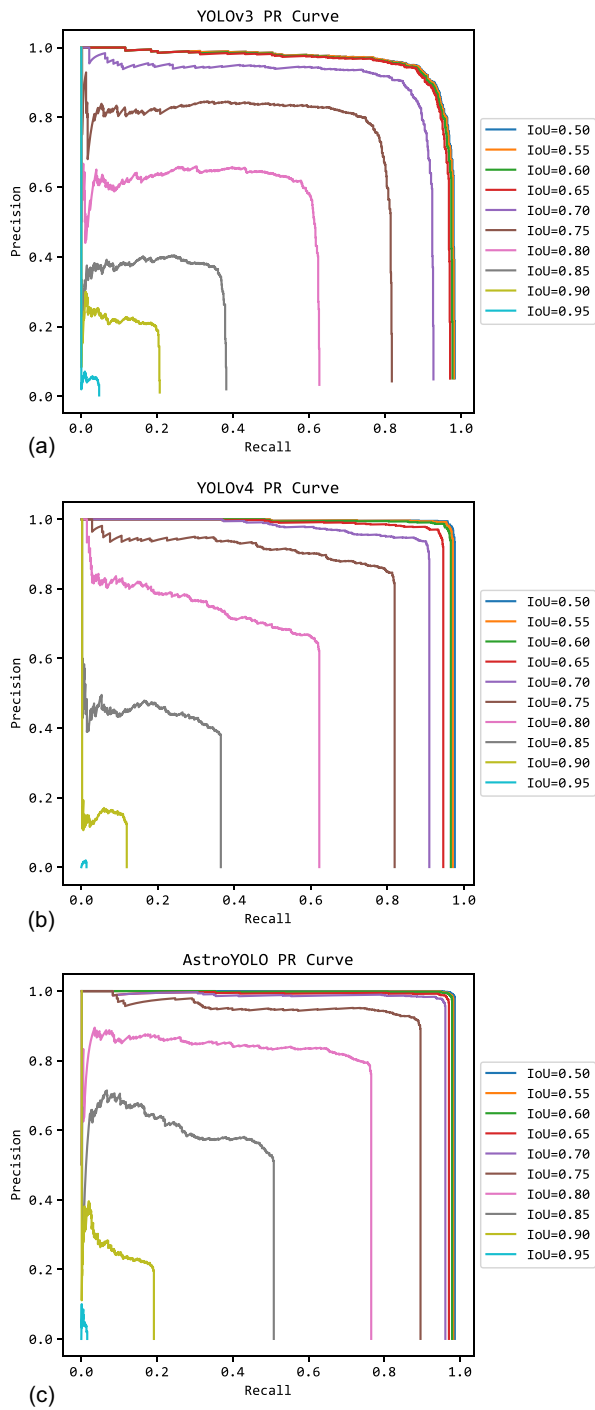 YOLOv3 PR Curve
Precision
1.0
0.8
0.6
0.4
0.2
0.0
0.0 0.2 0.4 0.6 0.8 1.0
Recall
IoU=0.50
IoU=0.55
IoU=0.60
IoU=0.65
IoU=0.70
IoU=0.75
IoU=0.80
IoU=0.85
IoU=0.90
IoU=0.95
(a)
YOLOv4 PR Curve
Precision
1.0
0.8
0.6
0.4
0.2
0.0
0.0 0.2 0.4 0.6 0.8 1.0
Recall
IoU=0.50
IoU=0.55
IoU=0.60
IoU=0.65
IoU=0.70
IoU=0.75
IoU=0.80
IoU=0.85
IoU=0.90
IoU=0.95
(b)
AstroYOLO PR Curve
Precision
1.0
0.8
0.6
0.4
0.2
0.0
0.0 0.2 0.4 0.6 0.8 1.0
Recall
IoU=0.50
IoU=0.55
IoU=0.60
IoU=0.65
IoU=0.70
IoU=0.75
IoU=0.80
IoU=0.85
IoU=0.90
IoU=0.95
(c)